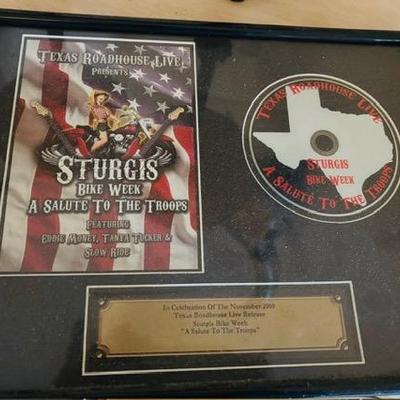 Texas Roadhouse Live
Presents
Sturgis
Bike Week
A Salute To The Troops
Featuring
Eddie Money, Tanya Tucker &
Slow Ride
Texas Roadhouse Live
Sturgis
Bike Week
A Salute To The Troops
In Celebration Of The November 2009
Texas Roadhouse Live Release
Sturgis Bike Week
"A Salute To The Troops"